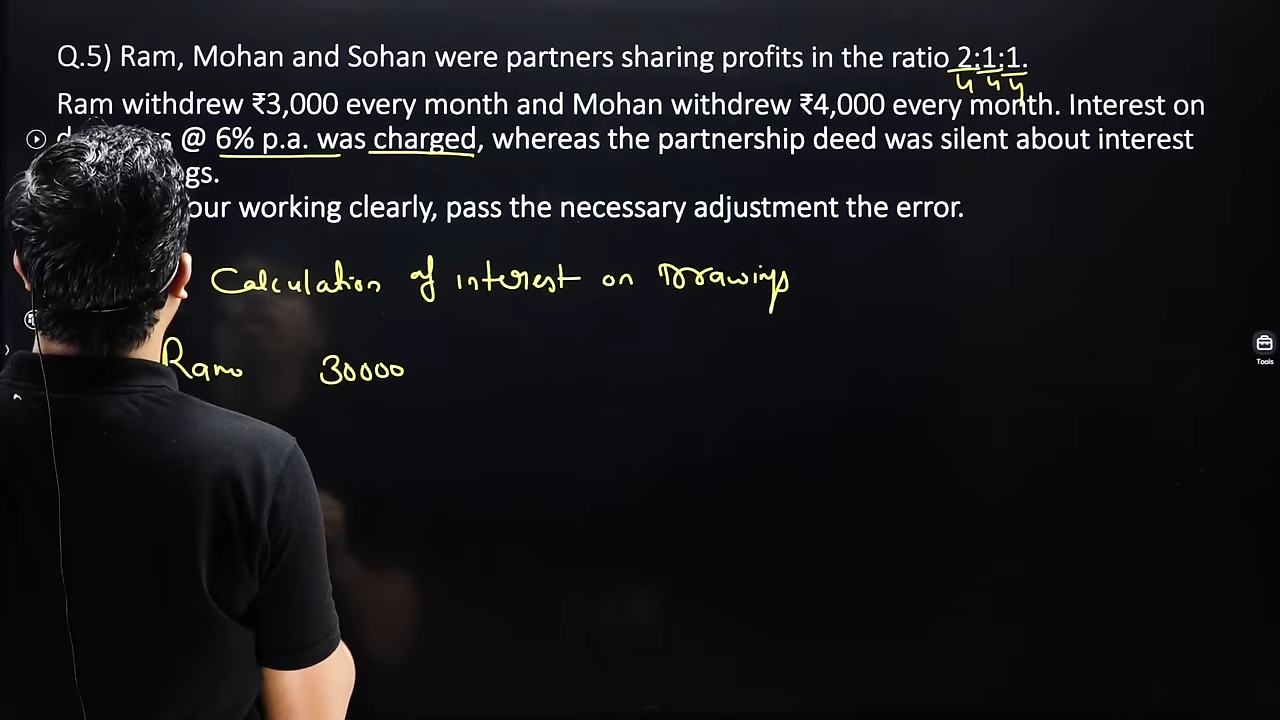 Q.5) Ram, Mohan and Sohan were partners sharing profits in the ratio 2:1:1.
4 4 4
Ram withdrew ₹3,000 every month and Mohan withdrew ₹4,000 every month. Interest on
@ 6% p.a. was charged, whereas the partnership deed was silent about interest
gs.
our working clearly, pass the necessary adjustment the error.
Calculation of interest on Drawings
Ram 30000
Tools